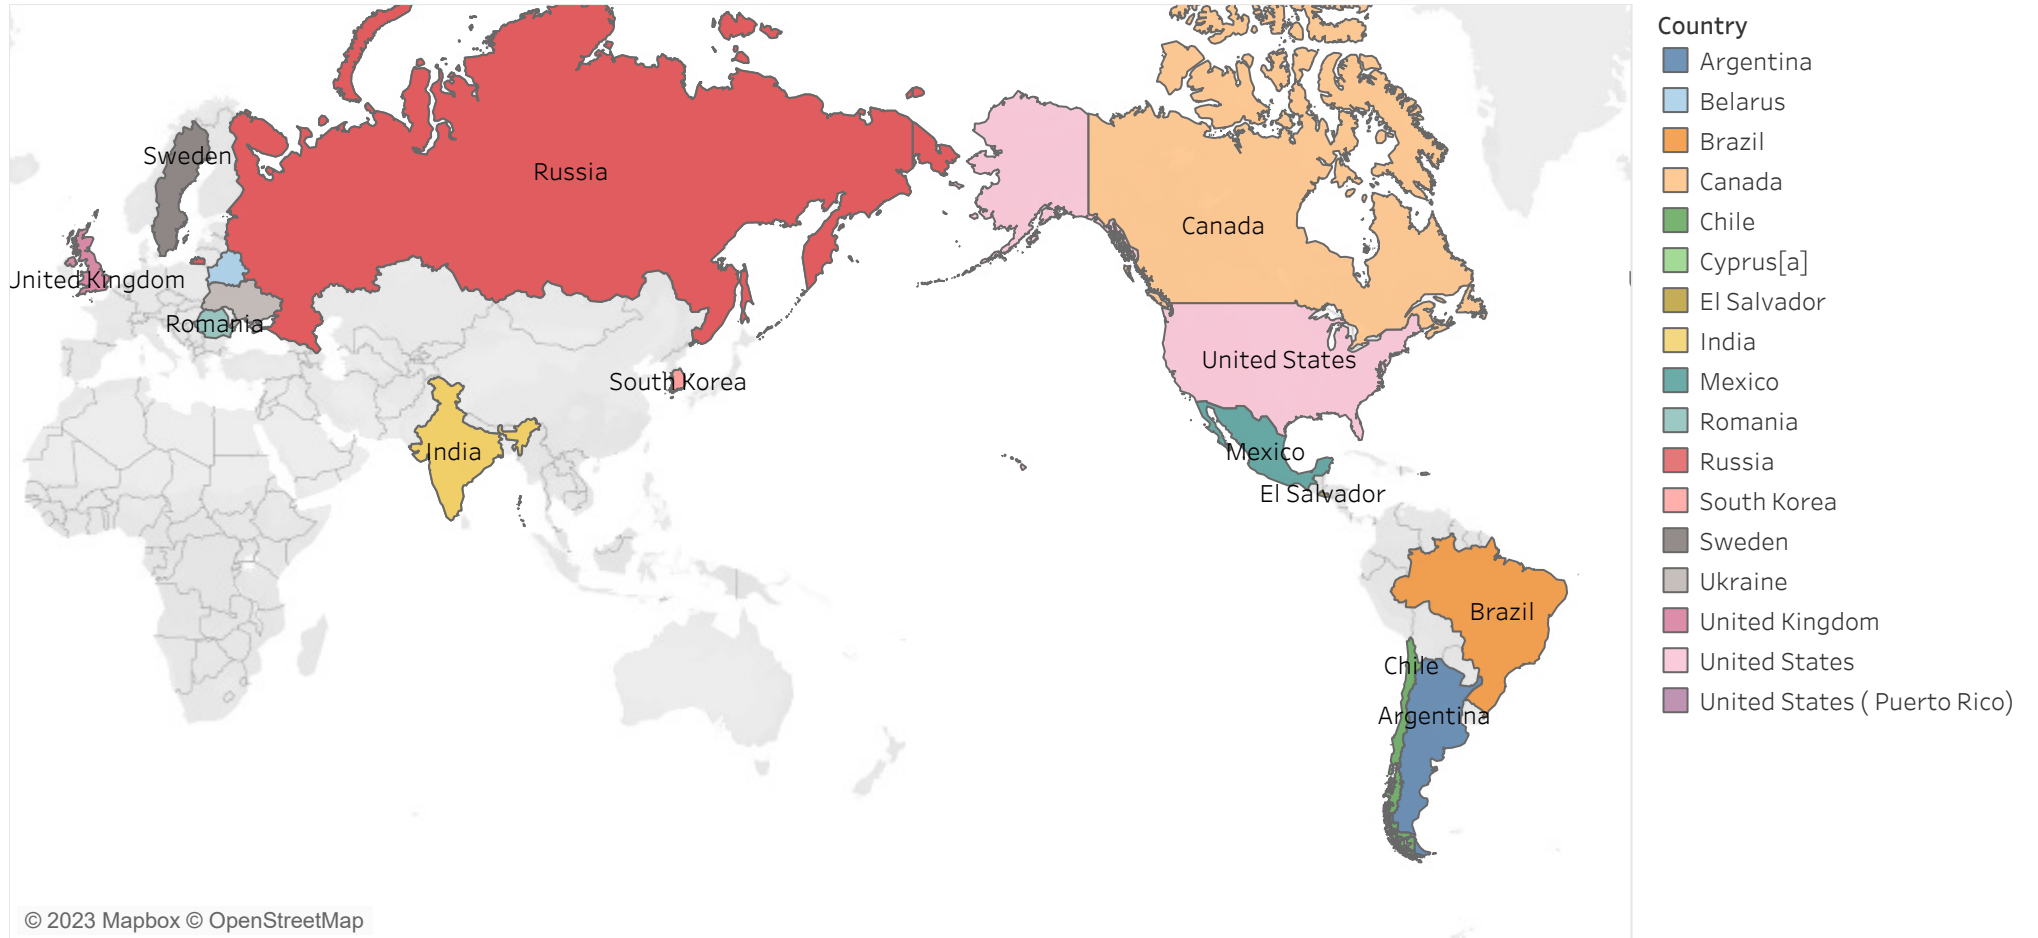 Sweden
Russia
Canada
United Kingdom
Romania
United States
South Korea
India
Mexico
El Salvador
Brazil
Chile
Argentina
© 2023 Mapbox © OpenStreetMap
Country
Argentina
Belarus
Brazil
Canada
Chile
Cyprus[a]
El Salvador
India
Mexico
Romania
Russia
South Korea
Sweden
Ukraine
United Kingdom
United States
United States ( Puerto Rico)